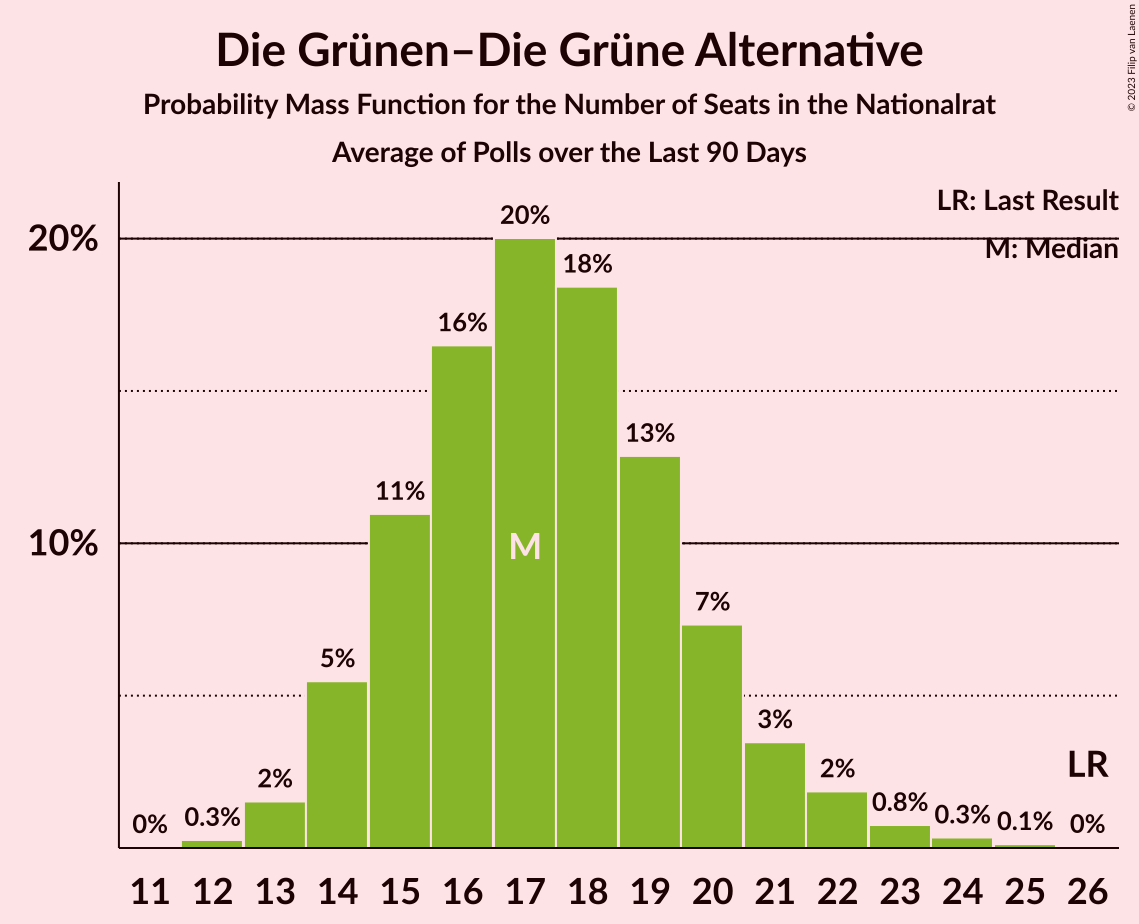 Die Grünen–Die Grüne Alternative
Probability Mass Function for the Number of Seats in the Nationalrat
Average of Polls over the Last 90 Days
© 2023 Filip van Laenen
LR: Last Result
M: Median
20%
10%
0%
0.3%
2%
5%
11%
16%
20%
18%
13%
7%
3%
2%
0.8%
0.3%
0.1%
0%
M
LR
11 12 13 14 15 16 17 18 19 20 21 22 23 24 25 26